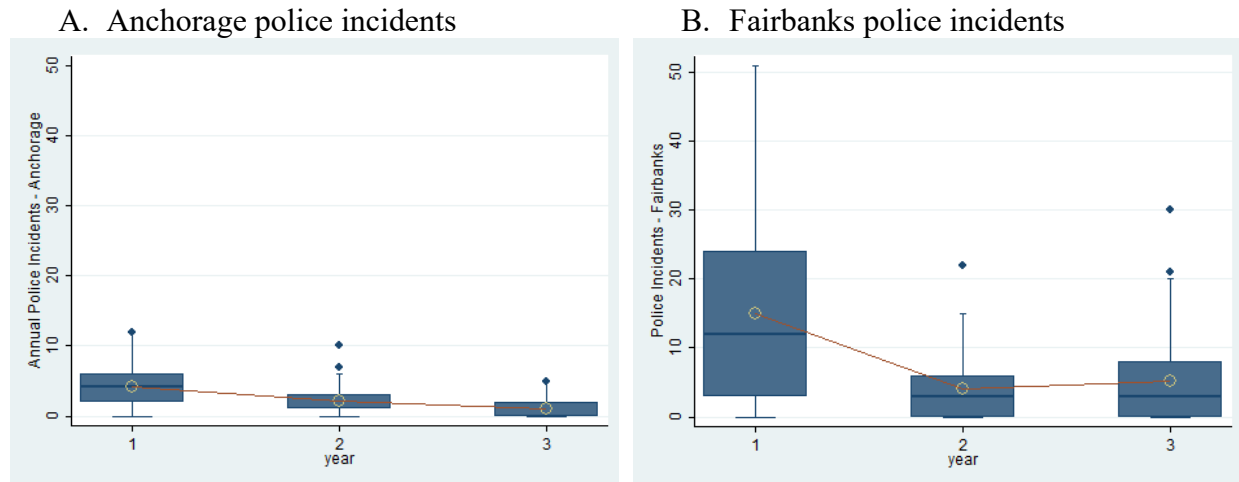 A. Anchorage police incidents
Annual Police Incidents - Anchorage
50
40
30
20
10
0
1 2 3
year
B. Fairbanks police incidents
Police Incidents - Fairbanks
50
40
30
20
10
0
1 2 3
year